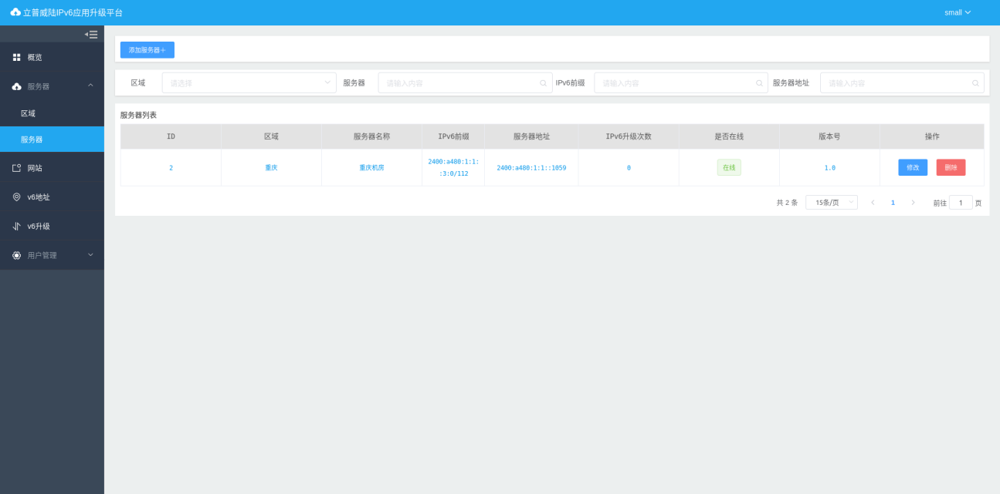 立普威陆IPv6应用升级平台
small
概览
服务器
区域
服务器
网站
v6地址
v6升级
用户管理
添加服务器+
区域 请选择 服务器 请输入内容 IPv6前缀 请输入内容 服务器地址 请输入内容
服务器列表
ID 区域 服务器名称 IPv6前缀 服务器地址 IPv6升级次数 是否在线 版本号 操作
2 重庆 重庆机房 2400:a480:1:1: 2400:a480:1:1::1059 0 在线 1.0 修改 删除
:3:0/112
共 2 条 15条/页 1 前往 1 页